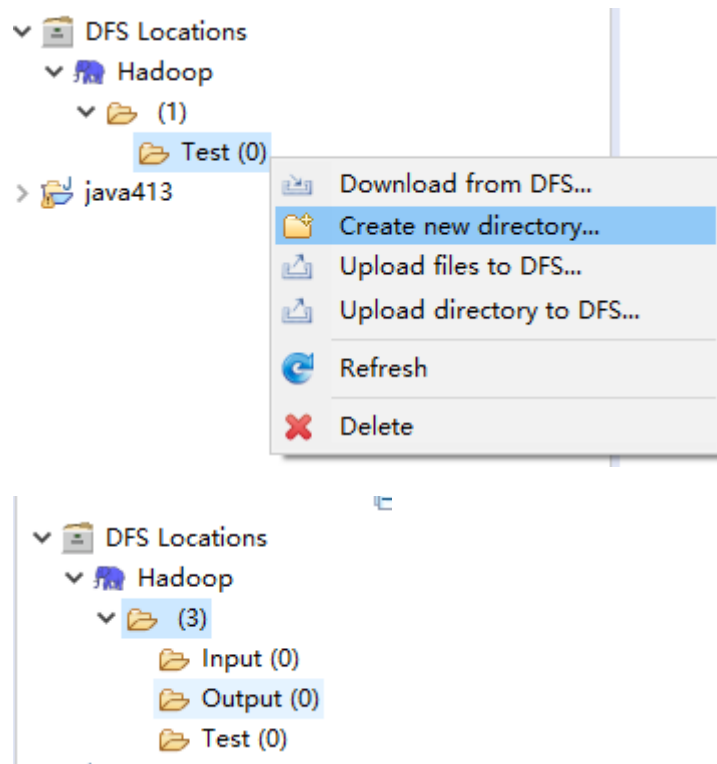 DFS Locations
Hadoop
(1)
Test (0)
java413
Download from DFS...
Create new directory...
Upload files to DFS...
Upload directory to DFS...
Refresh
Delete
DFS Locations
Hadoop
(3)
Input (0)
Output (0)
Test (0)